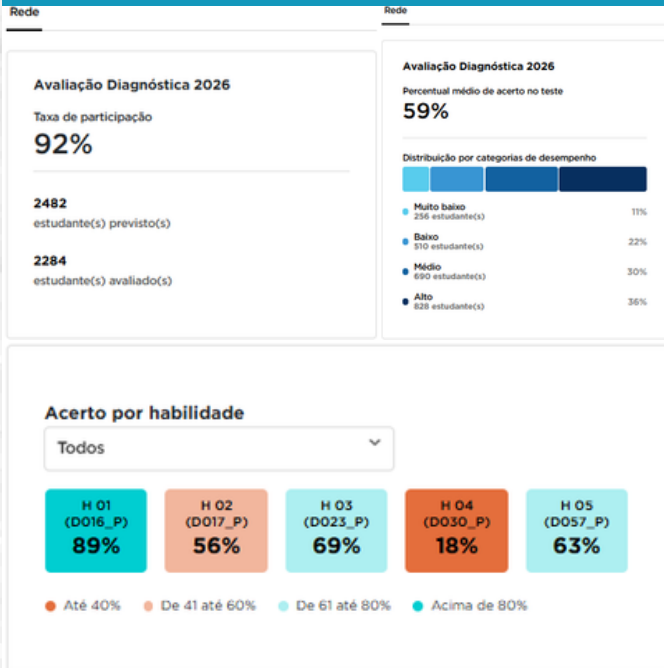 Rede
Avaliação Diagnóstica 2026
Taxa de participação
92%
2482
estudante(s) previsto(s)
2284
estudante(s) avaliado(s)
Rede
Avaliação Diagnóstica 2026
Percentual médio de acerto no teste
59%
Distribuição por categorias de desempenho
Muito baixo
256 estudante(s)
11%
Baixo
510 estudante(s)
22%
Médio
690 estudante(s)
30%
Alto
828 estudante(s)
36%
Acerto por habilidade
Todos
H 01
(D016_P)
89%
H 02
(D017_P)
56%
H 03
(D023_P)
69%
H 04
(D030_P)
18%
H 05
(D057_P)
63%
Até 40% De 41 até 60% De 61 até 80% Acima de 80%